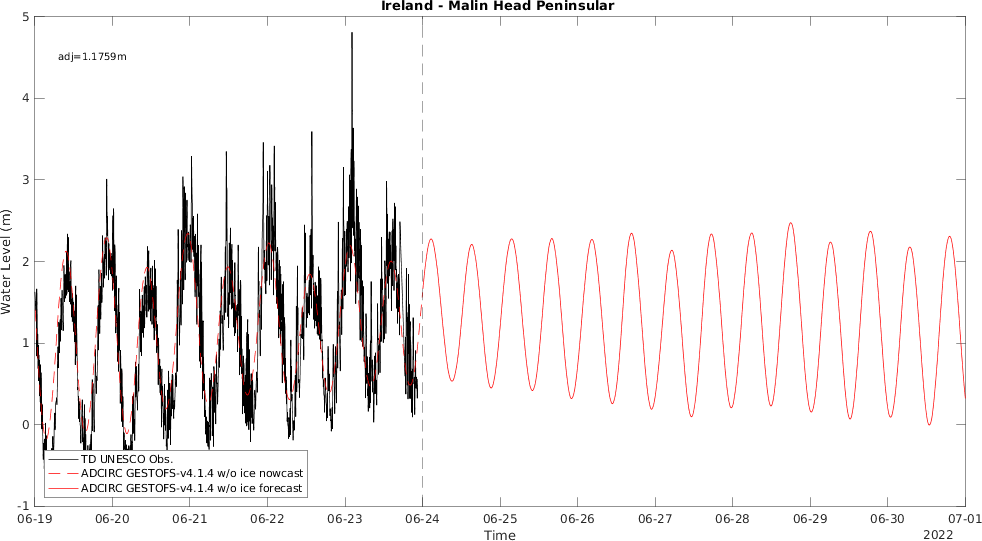 Ireland - Malin Head Peninsular
adj=1.1759m
Water Level (m)
5
4
3
2
1
0
-1
TD UNESCO Obs.
ADCIRC GESTOFS-v4.1.4 w/o ice nowcast
ADCIRC GESTOFS-v4.1.4 w/o ice forecast
06-19 06-20 06-21 06-22 06-23 06-24 06-25 06-26 06-27 06-28 06-29 06-30 07-01
Time
2022